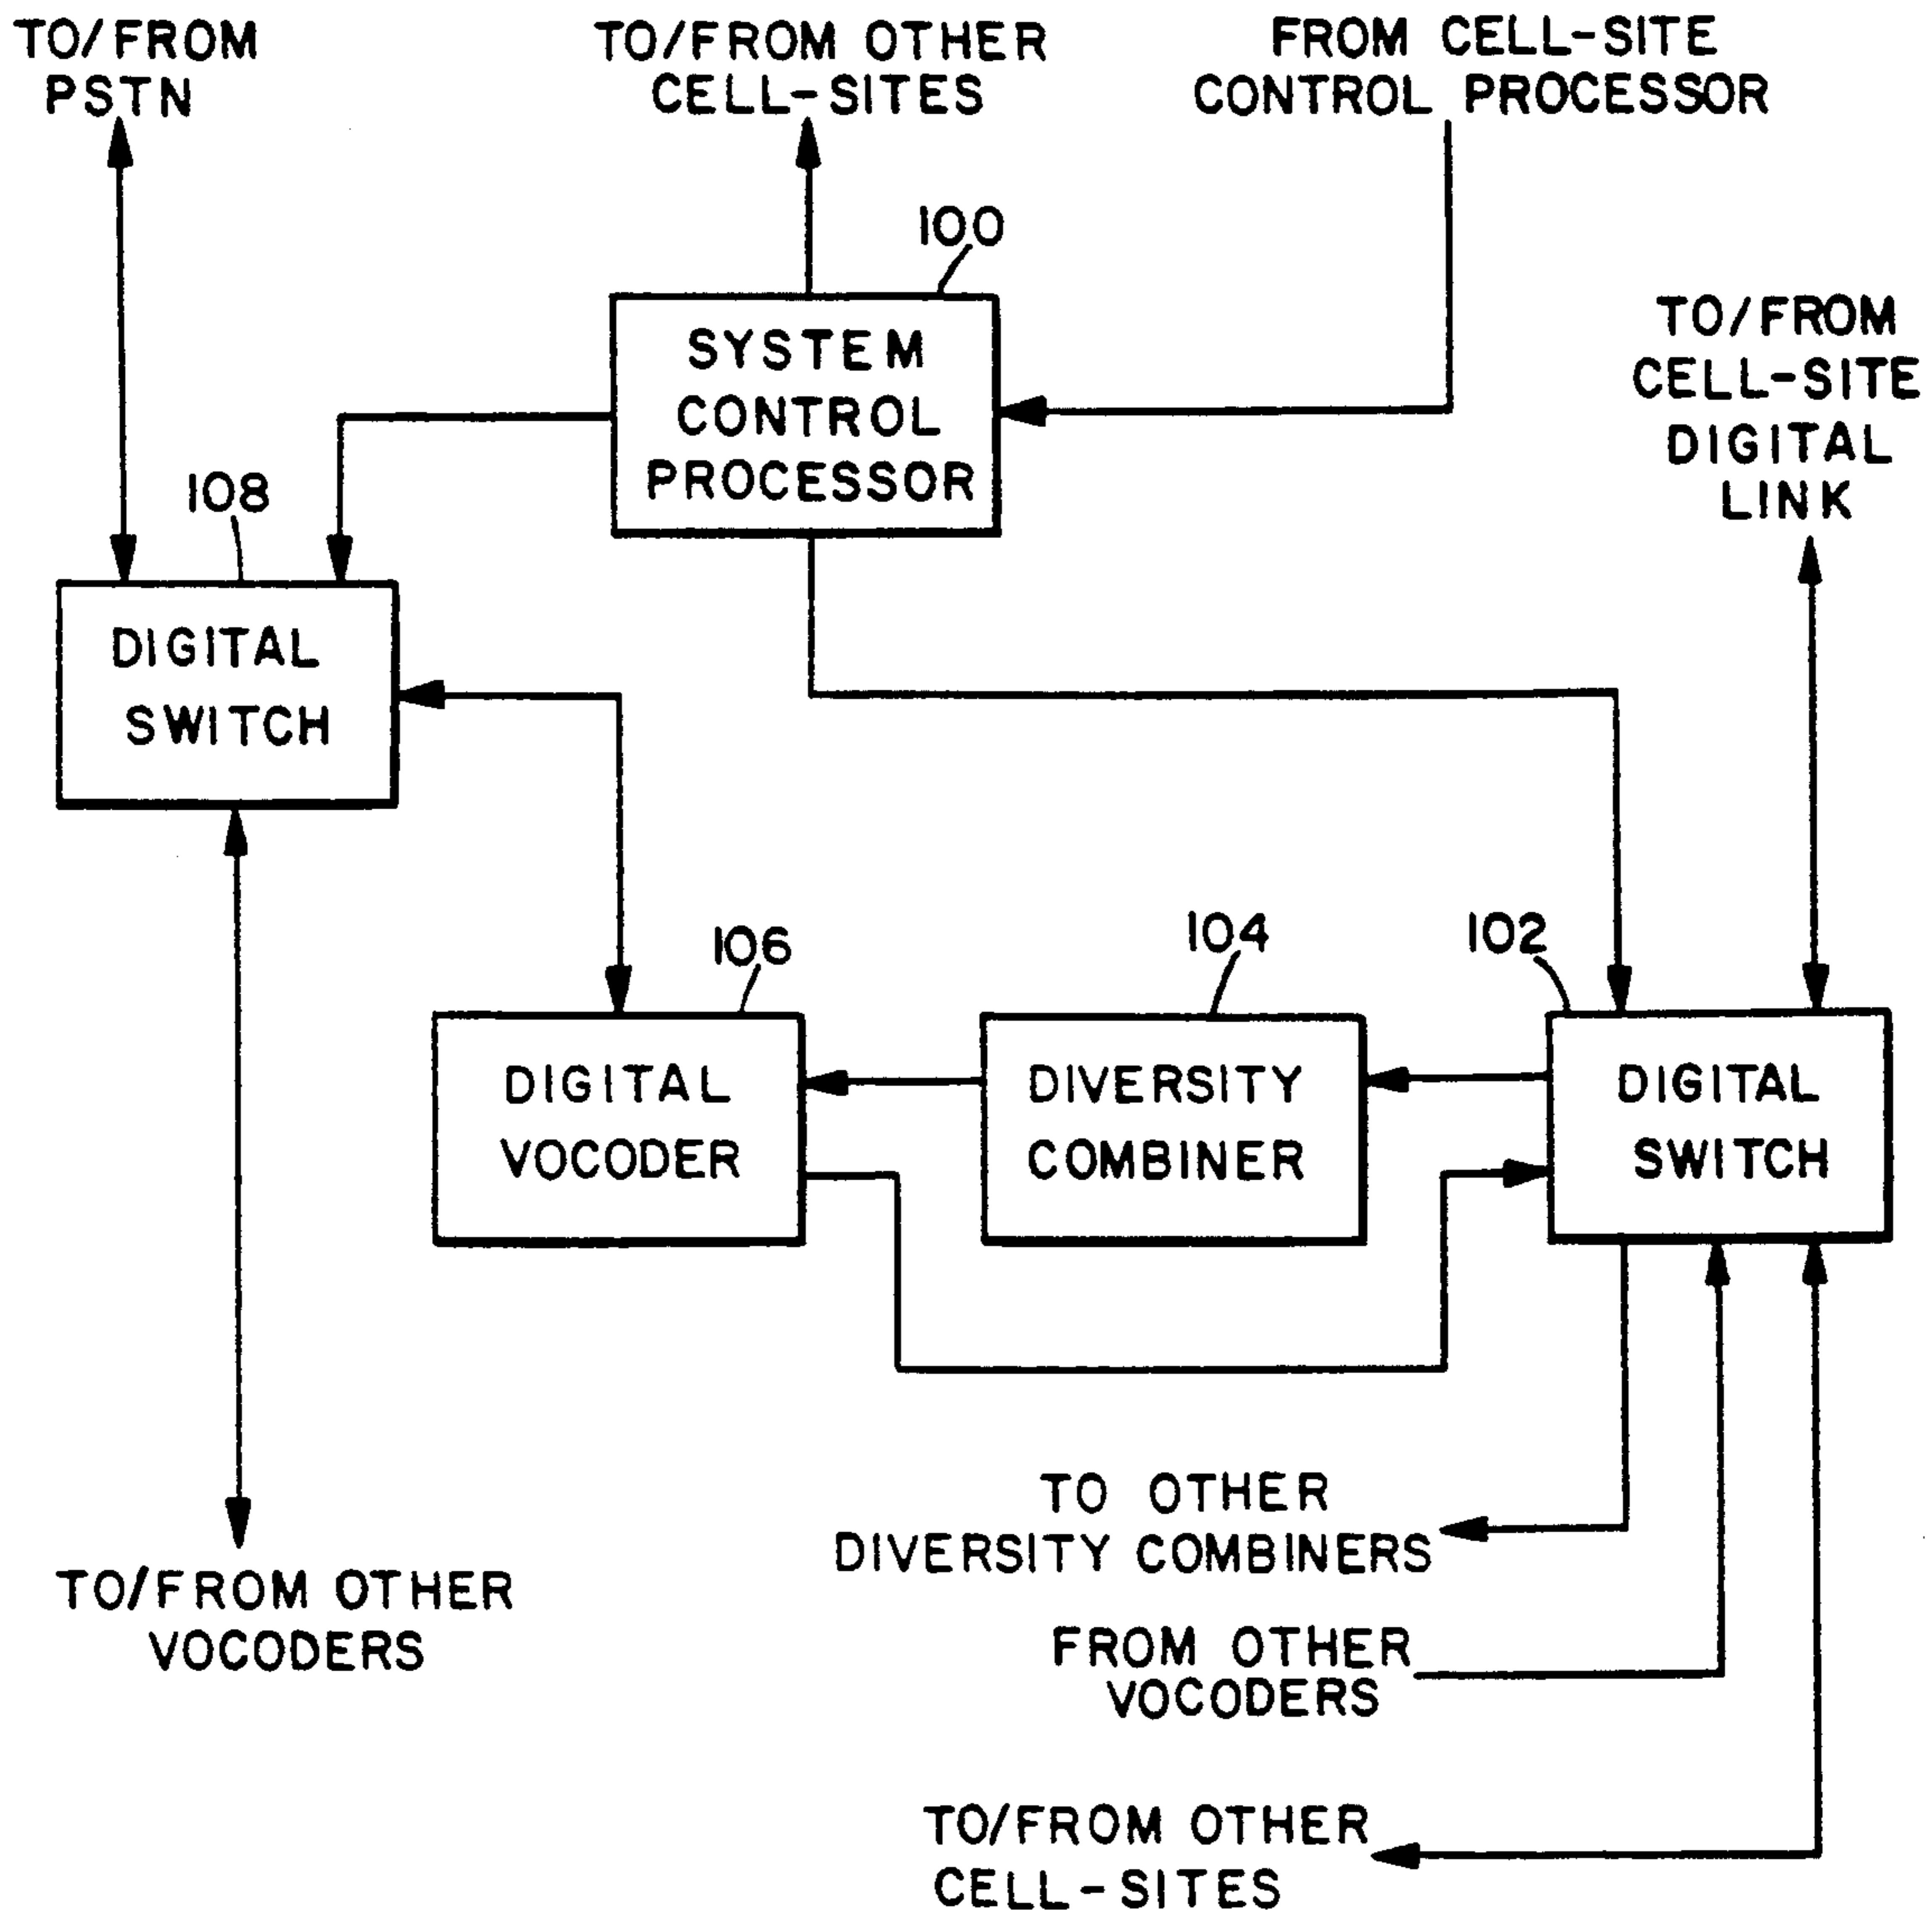 TO/FROM
PSTN
TO/FROM OTHER
CELL-SITES
FROM CELL-SITE
CONTROL PROCESSOR
100
SYSTEM
CONTROL
PROCESSOR
TO/FROM
CELL-SITE
DIGITAL
LINK
108
DIGITAL
SWITCH
106
DIGITAL
VOCODER
104
DIVERSITY
COMBINER
102
DIGITAL
SWITCH
TO OTHER
DIVERSITY COMBINERS
TO/FROM OTHER
VOCODERS
FROM OTHER
VOCODERS
TO/FROM OTHER
CELL-SITES